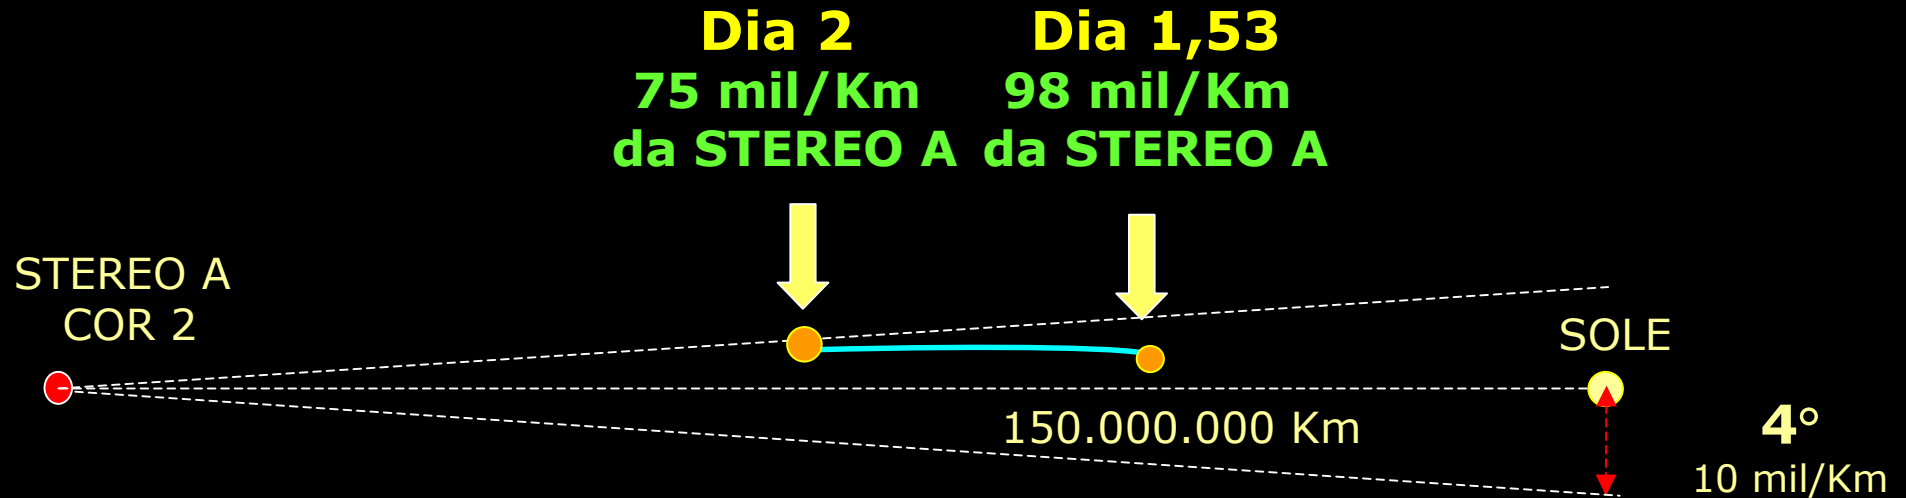 Dia 2
75 mil/Km
da STEREO A
Dia 1,53
98 mil/Km
da STEREO A
STEREO A
COR 2
SOLE
150.000.000 Km
4°
10 mil/Km